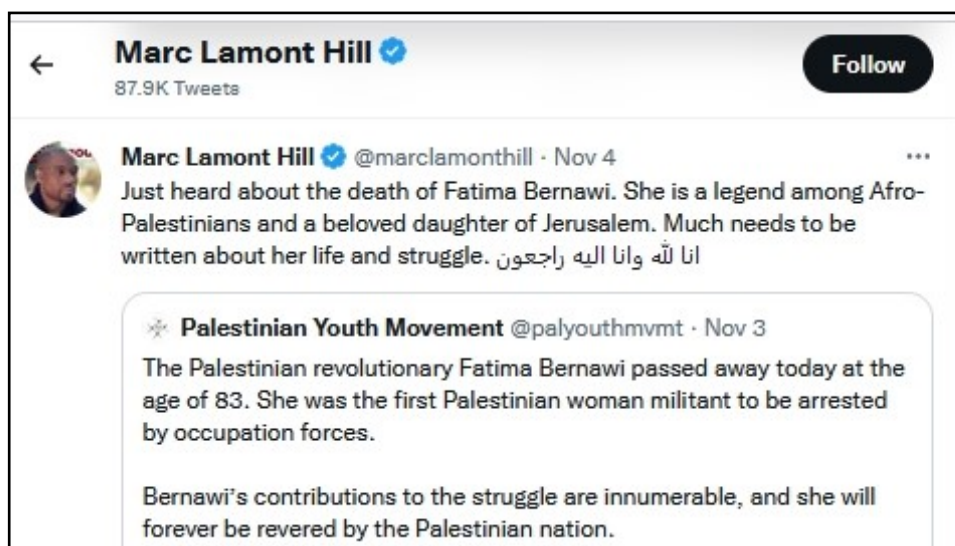 Marc Lamont Hill
87.9K Tweets
Follow
Marc Lamont Hill @marclamonthill · Nov 4
Just heard about the death of Fatima Bernawi. She is a legend among Afro-
Palestinians and a beloved daughter of Jerusalem. Much needs to be
written about her life and struggle. انا لله وانا اليه راجعون
Palestinian Youth Movement @palyouthmvmt · Nov 3
The Palestinian revolutionary Fatima Bernawi passed away today at the
age of 83. She was the first Palestinian woman militant to be arrested
by occupation forces.
Bernawi's contributions to the struggle are innumerable, and she will
forever be revered by the Palestinian nation.